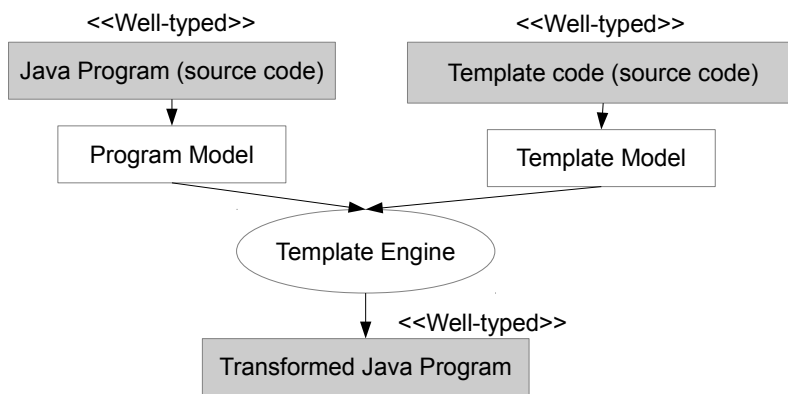 <<Well-typed>>
<<Well-typed>>
Java Program (source code)
Template code (source code)
Program Model
Template Model
Template Engine
<<Well-typed>>
Transformed Java Program